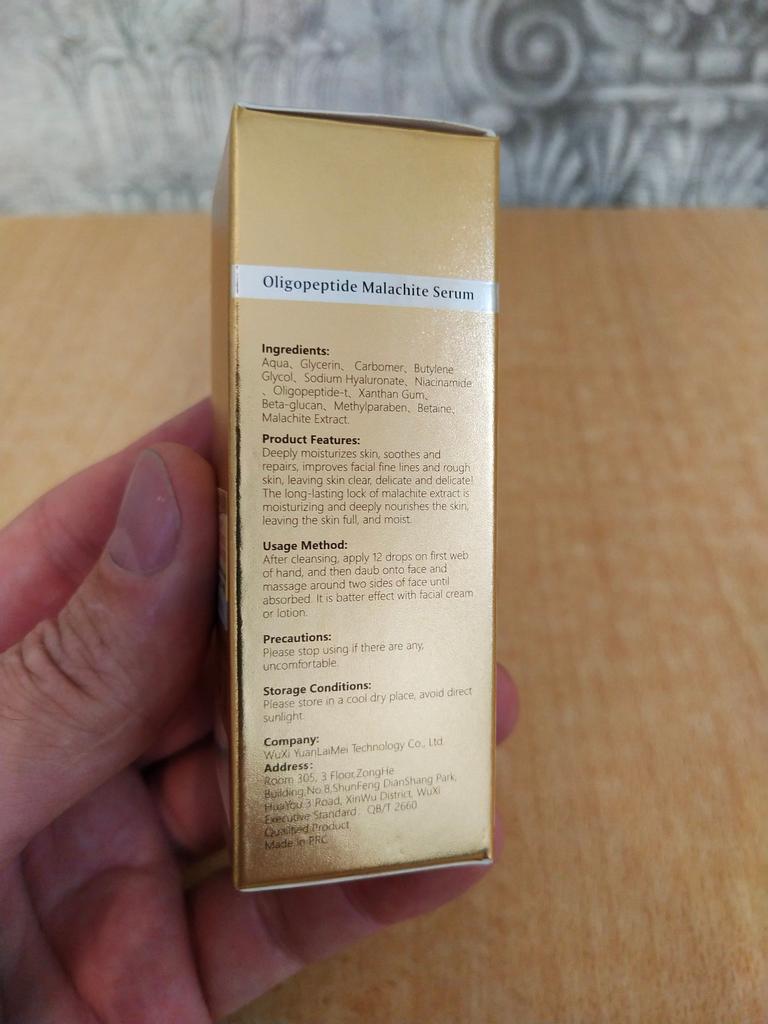 Oligopeptide Malachite Serum
Ingredients:
Aqua、Glycerin、 Carbomer、Butylene
Glycol、Sodium Hyaluronate、Niacinamide
、Oligopeptide-t、Xanthan Gum、
Beta-glucan、Methylparaben、Betaine、
Malachite Extract.
Product Features:
Deeply moisturizes skin, soothes and
repairs, improves facial fine lines and rough
skin, leaving skin clear, delicate and delicate!
The long-lasting lock of malachite extract is
moisturizing and deeply nourishes the skin,
leaving the skin full, and moist.
Usage Method:
After cleansing, apply 12 drops on first web
of hand, and then daub onto face and
massage around two sides of face until
absorbed. It is batter effect with facial cream
or lotion.
Precautions:
Please stop using if there are any,
uncomfortable.
Storage Conditions:
Please store in a cool dry place, avoid direct
sunlight.
Company:
WuXi YuanLaiMei Technology Co., Ltd.
Address:
Room 305, 3 Floor,ZongHe
Building,No.8,ShunFeng DianShang Park,
HuaYou 3 Road, XinWu District, WuXi
Executive Standard: QB/T 2660
Qualified Product
Made in PRC